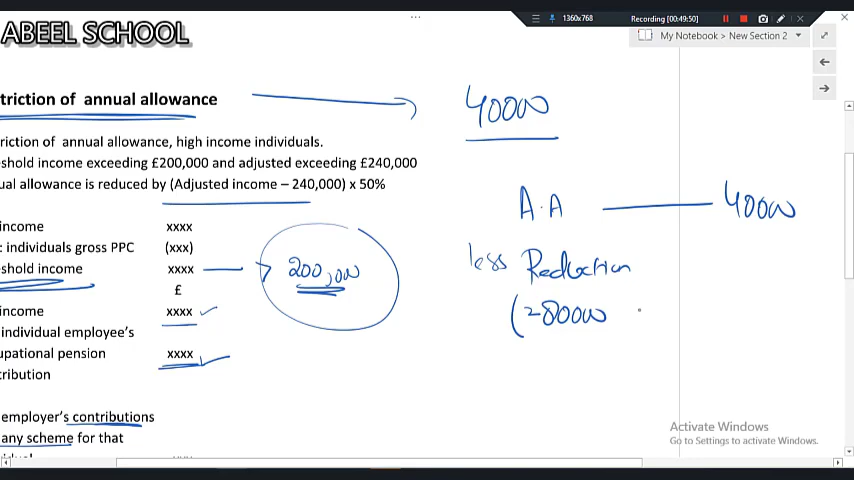 1360x768
Recording [00:49:50]
My Notebook > New Section 2
ABEEL SCHOOL
triction of annual allowance
40000
riction of annual allowance, high income individuals.
shold income exceeding £200,000 and adjusted exceeding £240,000
ual allowance is reduced by (Adjusted income – 240,000) x 50%
A.A 40000
income xxxx
: individuals gross PPC (xxx)
less Reduction
shold income xxxx
200,000
£
income xxxx
(280000
individual employee's
upational pension xxxx
tribution
employer's contributions
any scheme for that
Activate Windows
Go to Settings to activate Windows.